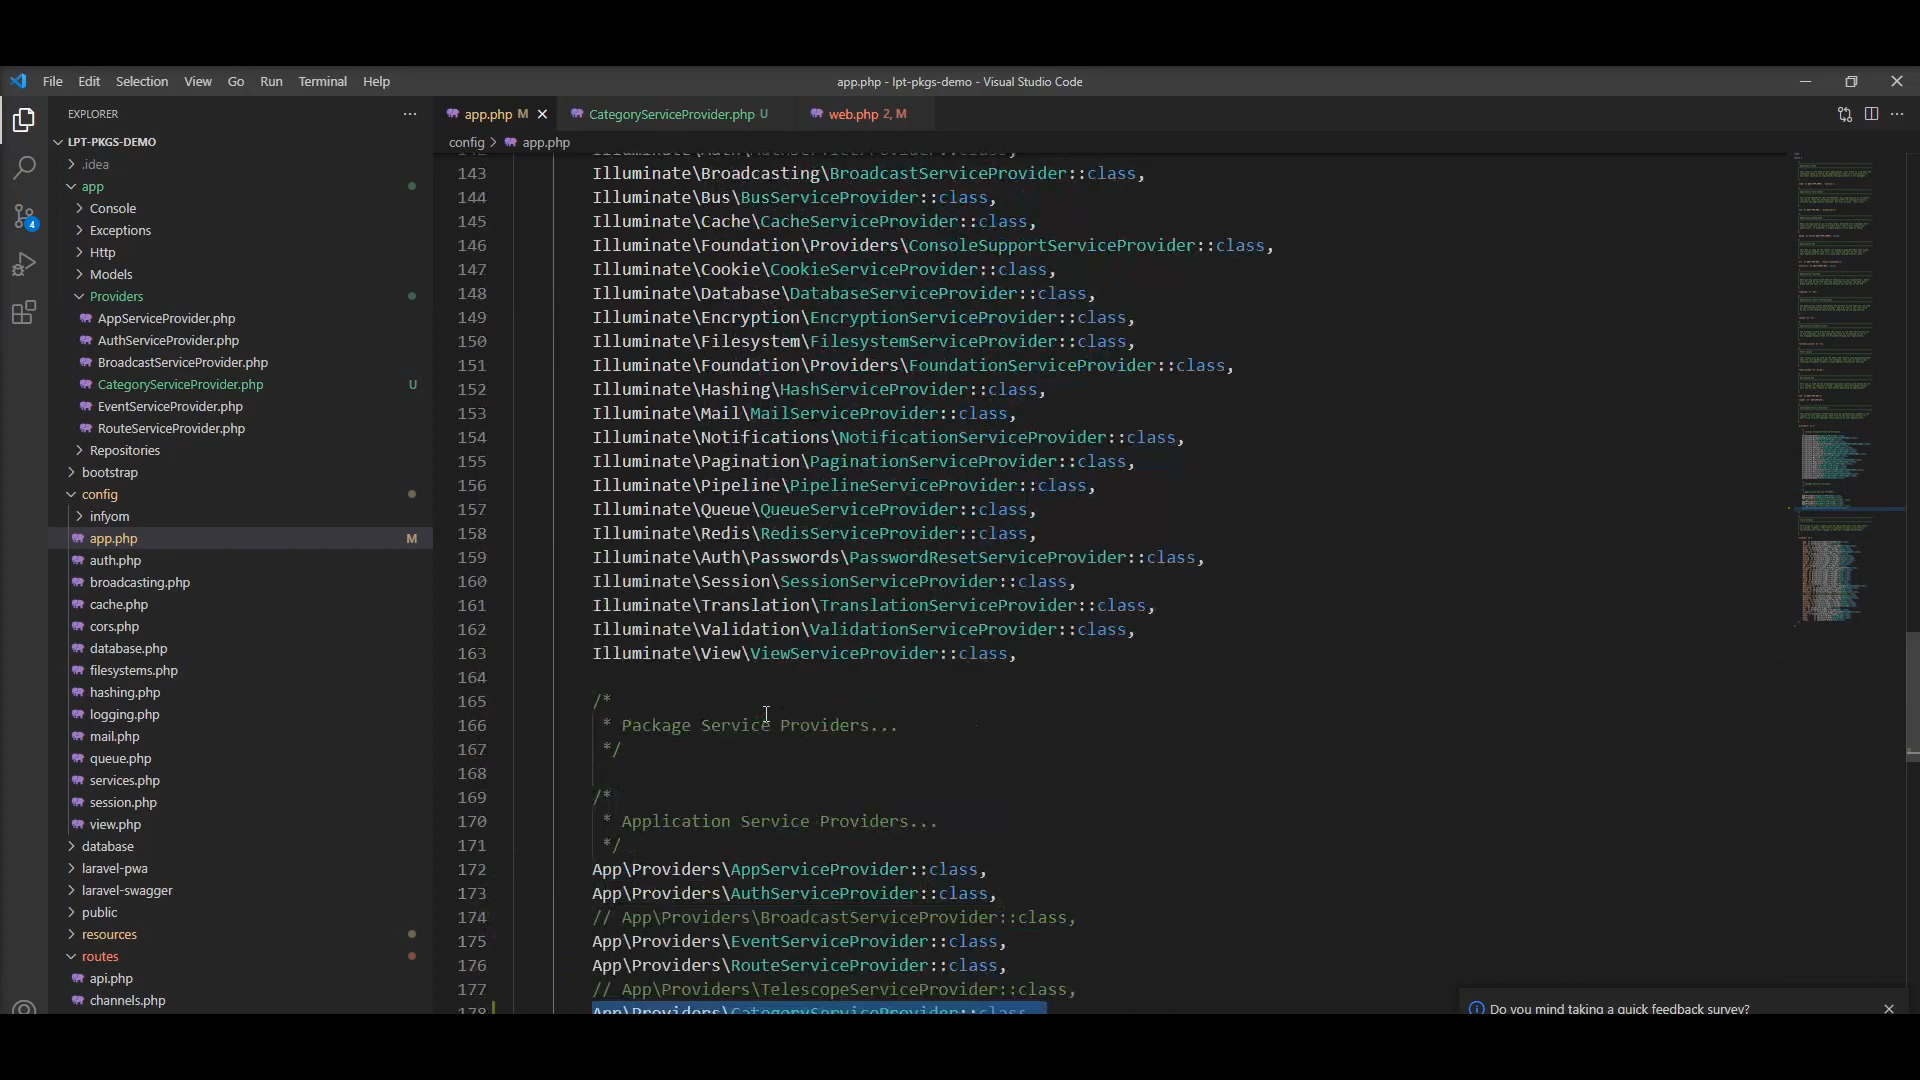 File Edit Selection View Go Run Terminal Help
app.php - lpt-pkgs-demo - Visual Studio Code
EXPLORER
LPT-PKGS-DEMO
.idea
app
Console
Exceptions
Http
Models
Providers
AppServiceProvider.php
AuthServiceProvider.php
BroadcastServiceProvider.php
CategoryServiceProvider.php U
EventServiceProvider.php
RouteServiceProvider.php
Repositories
bootstrap
config
infyom
app.php M
auth.php
broadcasting.php
cache.php
cors.php
database.php
filesystems.php
hashing.php
logging.php
mail.php
queue.php
services.php
session.php
view.php
database
laravel-pwa
laravel-swagger
public
resources
routes
api.php
channels.php
4
app.php M CategoryServiceProvider.php U web.php 2, M
config > app.php
143 Illuminate\Broadcasting\BroadcastServiceProvider::class,
144 Illuminate\Bus\BusServiceProvider::class,
145 Illuminate\Cache\CacheServiceProvider::class,
146 Illuminate\Foundation\Providers\ConsoleSupportServiceProvider::class,
147 Illuminate\Cookie\CookieServiceProvider::class,
148 Illuminate\Database\DatabaseServiceProvider::class,
149 Illuminate\Encryption\EncryptionServiceProvider::class,
150 Illuminate\Filesystem\FilesystemServiceProvider::class,
151 Illuminate\Foundation\Providers\FoundationServiceProvider::class,
152 Illuminate\Hashing\HashServiceProvider::class,
153 Illuminate\Mail\MailServiceProvider::class,
154 Illuminate\Notifications\NotificationServiceProvider::class,
155 Illuminate\Pagination\PaginationServiceProvider::class,
156 Illuminate\Pipeline\PipelineServiceProvider::class,
157 Illuminate\Queue\QueueServiceProvider::class,
158 Illuminate\Redis\RedisServiceProvider::class,
159 Illuminate\Auth\Passwords\PasswordResetServiceProvider::class,
160 Illuminate\Session\SessionServiceProvider::class,
161 Illuminate\Translation\TranslationServiceProvider::class,
162 Illuminate\Validation\ValidationServiceProvider::class,
163 Illuminate\View\ViewServiceProvider::class,
164
165 /*
166 * Package Service Providers...
167 */
168
169 /*
170 * Application Service Providers...
171 */
172 App\Providers\AppServiceProvider::class,
173 App\Providers\AuthServiceProvider::class,
174 // App\Providers\BroadcastServiceProvider::class,
175 App\Providers\EventServiceProvider::class,
176 App\Providers\RouteServiceProvider::class,
177 // App\Providers\TelescopeServiceProvider::class,
178 App\Providers\CategoryServiceProvider::class
Do you mind taking a quick feedback survey?